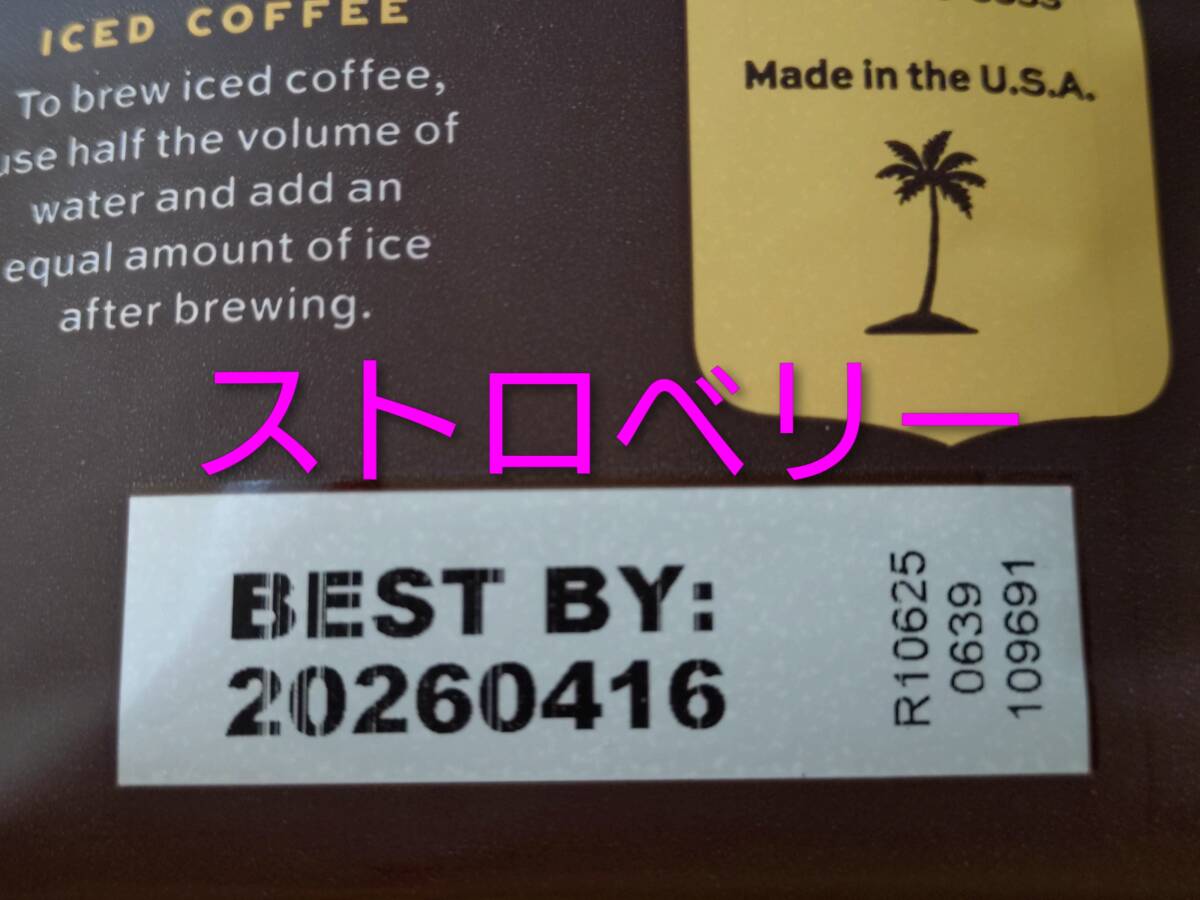 ICED COFFEE
To brew iced coffee,
use half the volume of
water and add an
equal amount of ice
after brewing.
Made in the U.S.A.
ストロベリー
BEST BY:
20260416
R10625
0639
109691